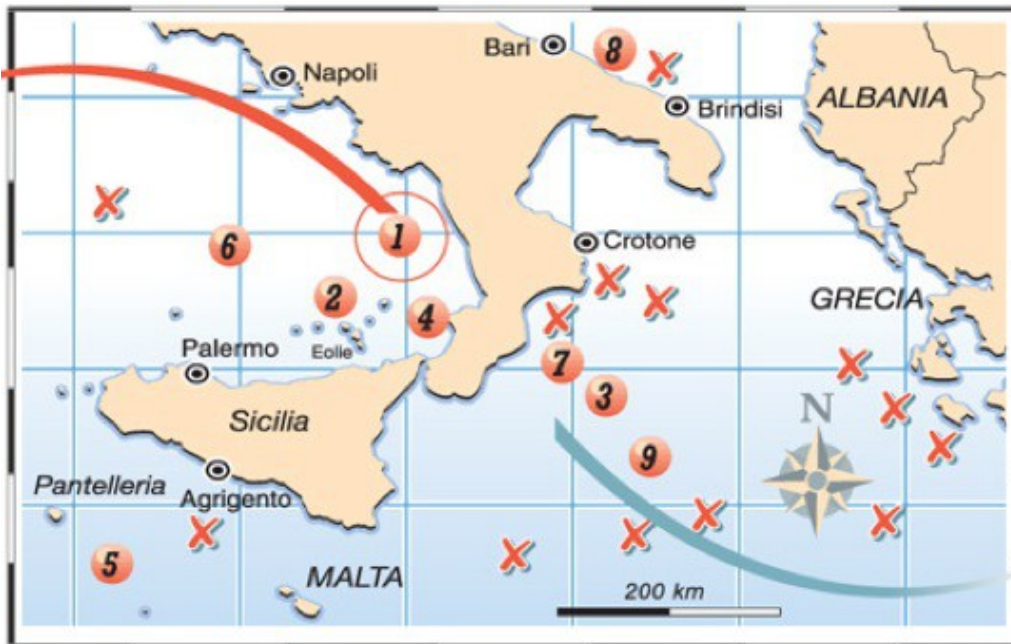 Bari
8
Napoli
Brindisi
ALBANIA
6
1
Crotone
2
4
GRECIA
Eolie
Palermo
7
3
Sicilia
N
9
Pantelleria
Agrigento
5
MALTA
200 km